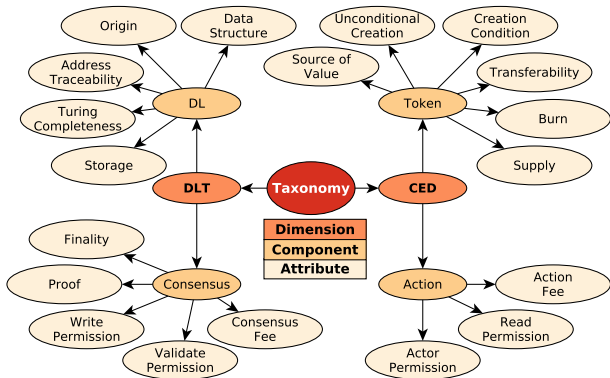 Origin
Data
Structure
Unconditional
Creation
Creation
Condition
Address
Traceability
Source of
Value
Transferability
DL
Token
Turing
Completeness
Burn
Storage
Supply
DLT
Taxonomy
CED
Dimension
Component
Attribute
Finality
Proof
Consensus
Action
Action
Fee
Write
Permission
Consensus
Fee
Read
Permission
Validate
Permission
Actor
Permission